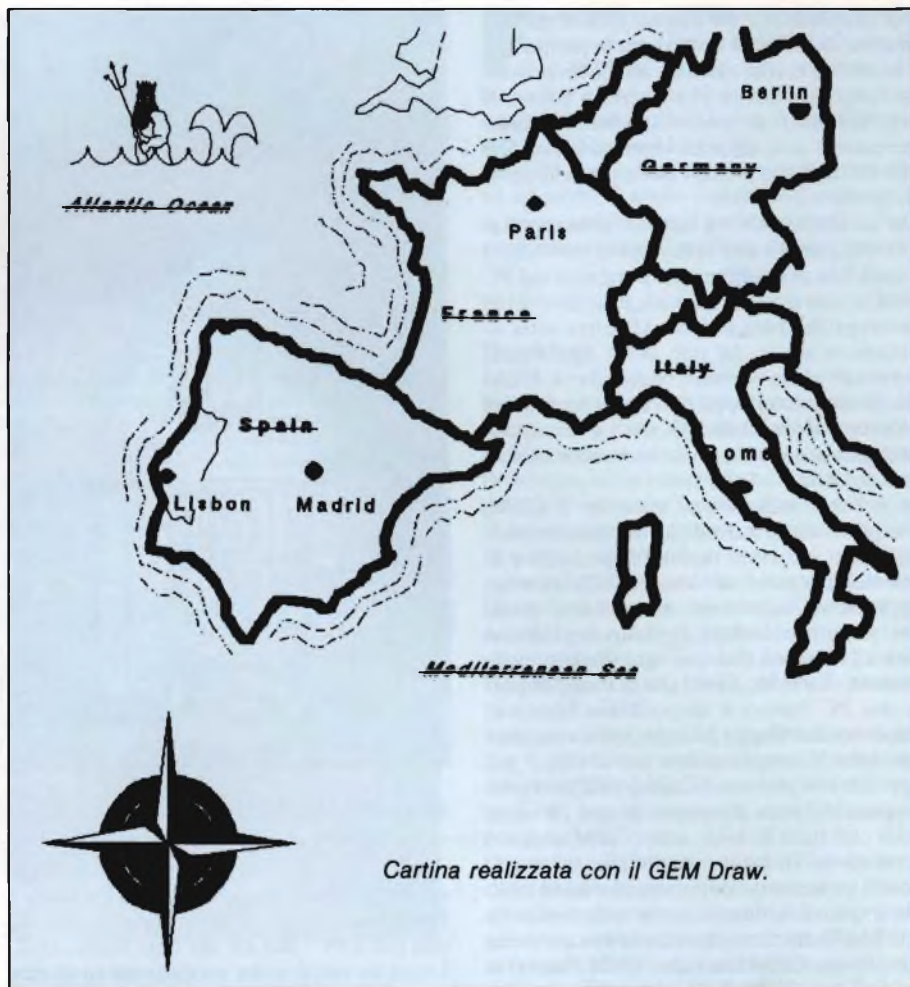 Berlin
Germany
Atlantic Ocean
Paris
France
Italy
Spain
Rome
Lisbon
Madrid
Mediterranean Sea
Cartina realizzata con il GEM Draw.